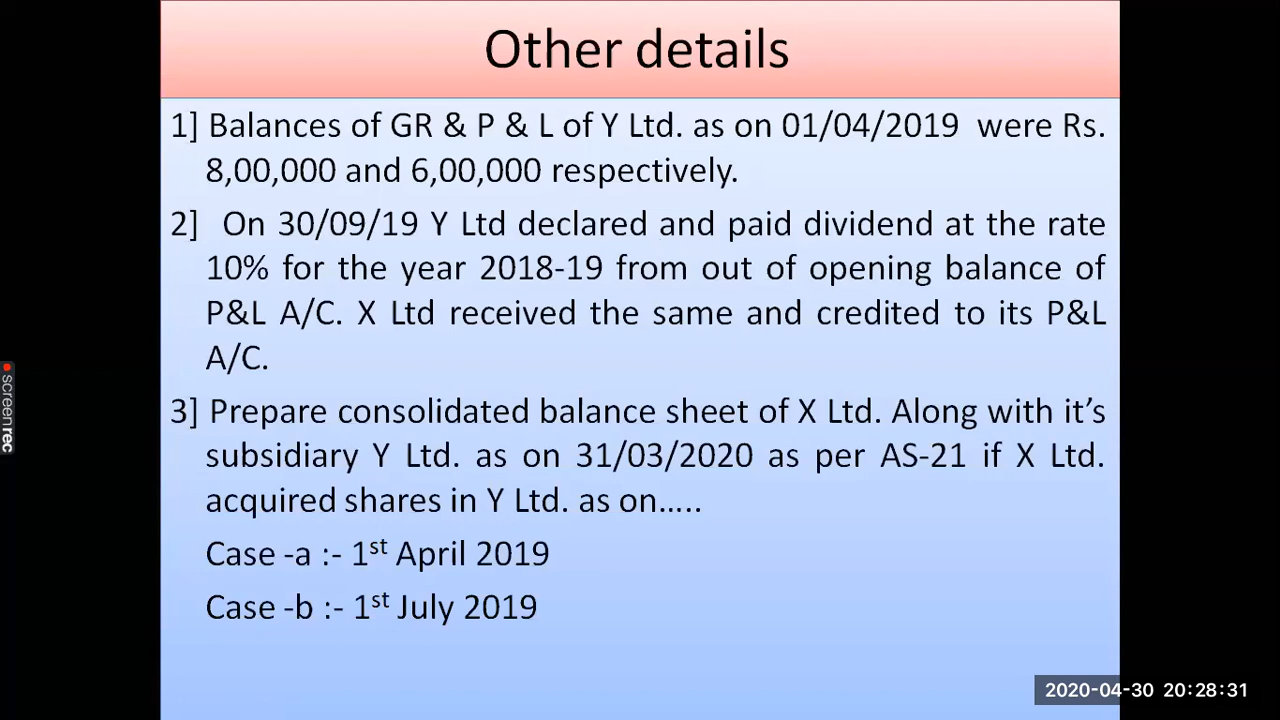 Other details
1] Balances of GR & P & L of Y Ltd. as on 01/04/2019 were Rs.
8,00,000 and 6,00,000 respectively.
2] On 30/09/19 Y Ltd declared and paid dividend at the rate
10% for the year 2018-19 from out of opening balance of
P&L A/C. X Ltd received the same and credited to its P&L
A/C.
3] Prepare consolidated balance sheet of X Ltd. Along with it’s
subsidiary Y Ltd. as on 31/03/2020 as per AS-21 if X Ltd.
acquired shares in Y Ltd. as on…..
Case -a :- 1st April 2019
Case -b :- 1st July 2019
screenrec
2020-04-30 20:28:31